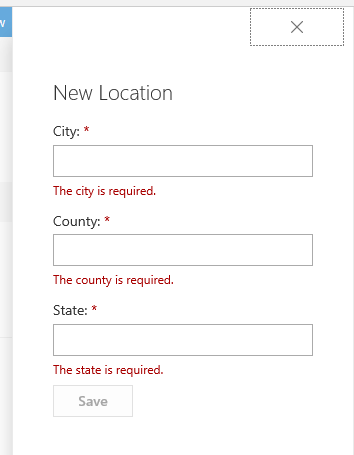 w
New Location
City: *
The city is required.
County: *
The county is required.
State: *
The state is required.
Save